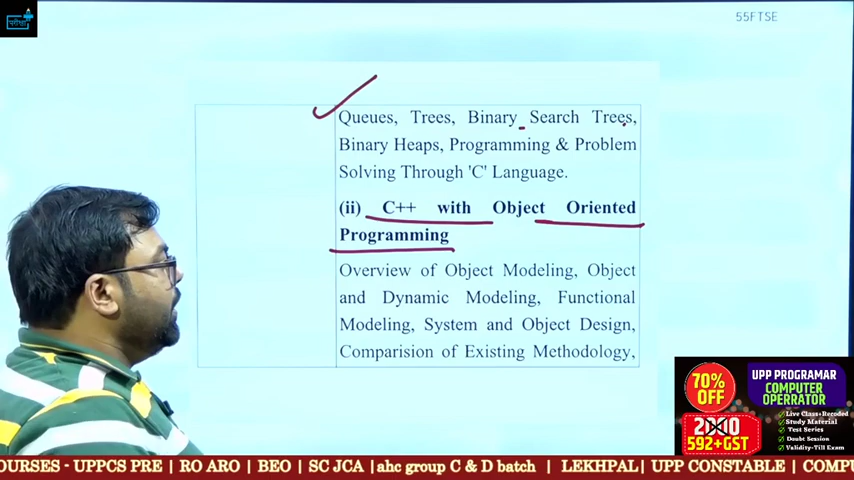 परीक्षा
55FTSE
Queues, Trees, Binary Search Trees,
Binary Heaps, Programming & Problem
Solving Through 'C' Language.
(ii) C++ with Object Oriented
Programming
Overview of Object Modeling, Object
and Dynamic Modeling, Functional
Modeling, System and Object Design,
Comparision of Existing Methodology,
70%
OFF
UPP PROGRAMAR
COMPUTER
OPERRATOR
592+GST
Live Class+Recoded
Study Material
Test Series
Doubt Session
Validity-Till Exam
OURSES - UPPCS PRE | RO ARO | BEO | SC JCA |ahc group C & D batch | LEKHPAL| UPP CONSTABLE | COMPU